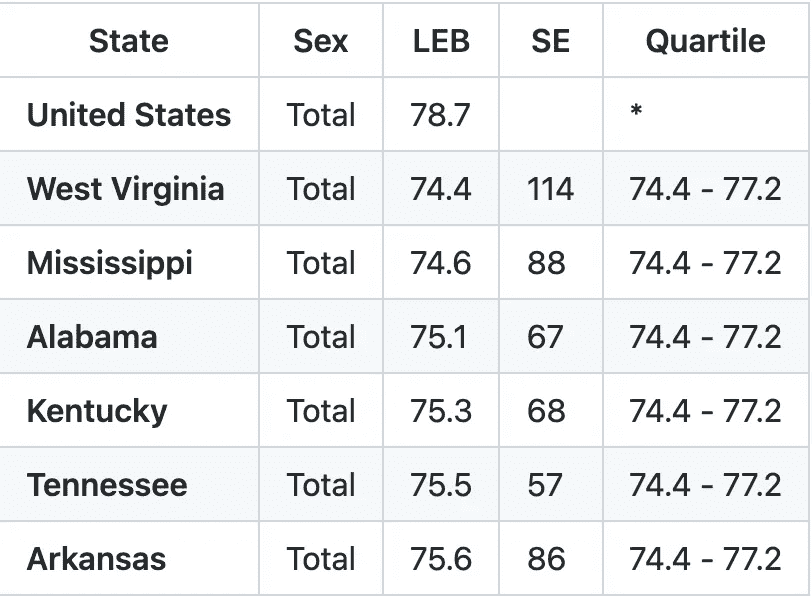 State Sex LEB SE Quartile
United States Total 78.7 *
West Virginia Total 74.4 114 74.4 - 77.2
Mississippi Total 74.6 88 74.4 - 77.2
Alabama Total 75.1 67 74.4 - 77.2
Kentucky Total 75.3 68 74.4 - 77.2
Tennessee Total 75.5 57 74.4 - 77.2
Arkansas Total 75.6 86 74.4 - 77.2